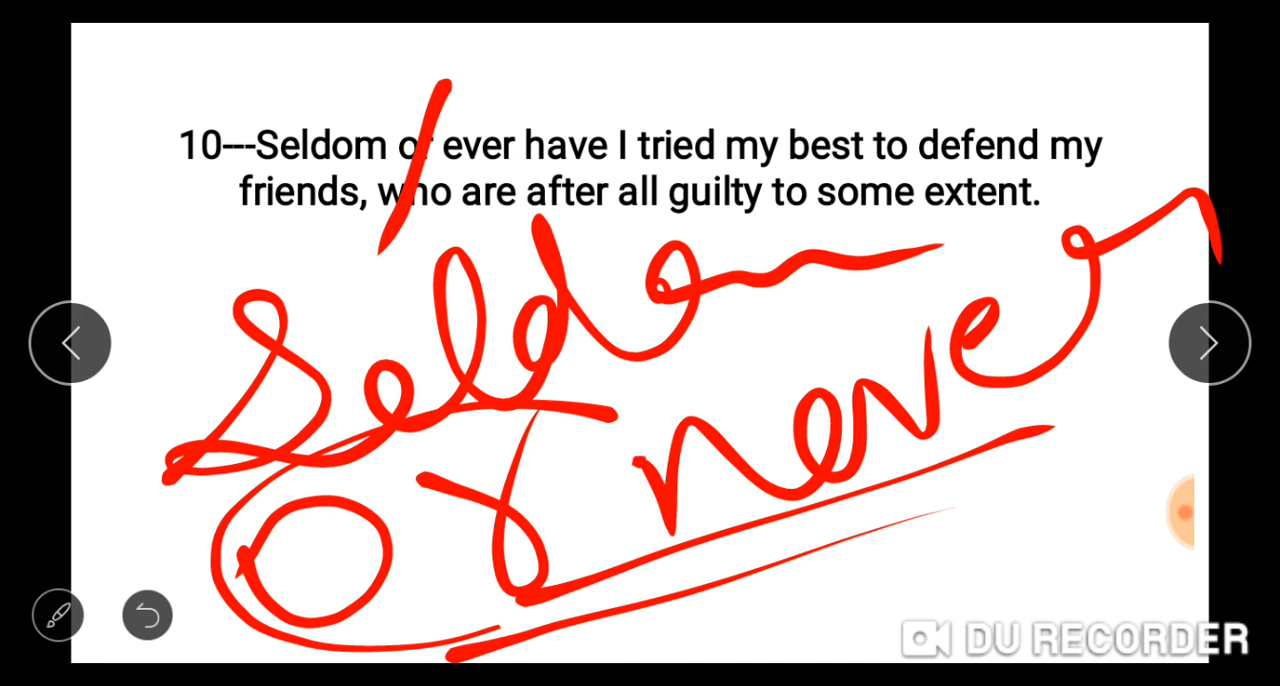 10---Seldom or ever have I tried my best to defend my
friends, who are after all guilty to some extent.
Seldom
or never
DU RECORDER